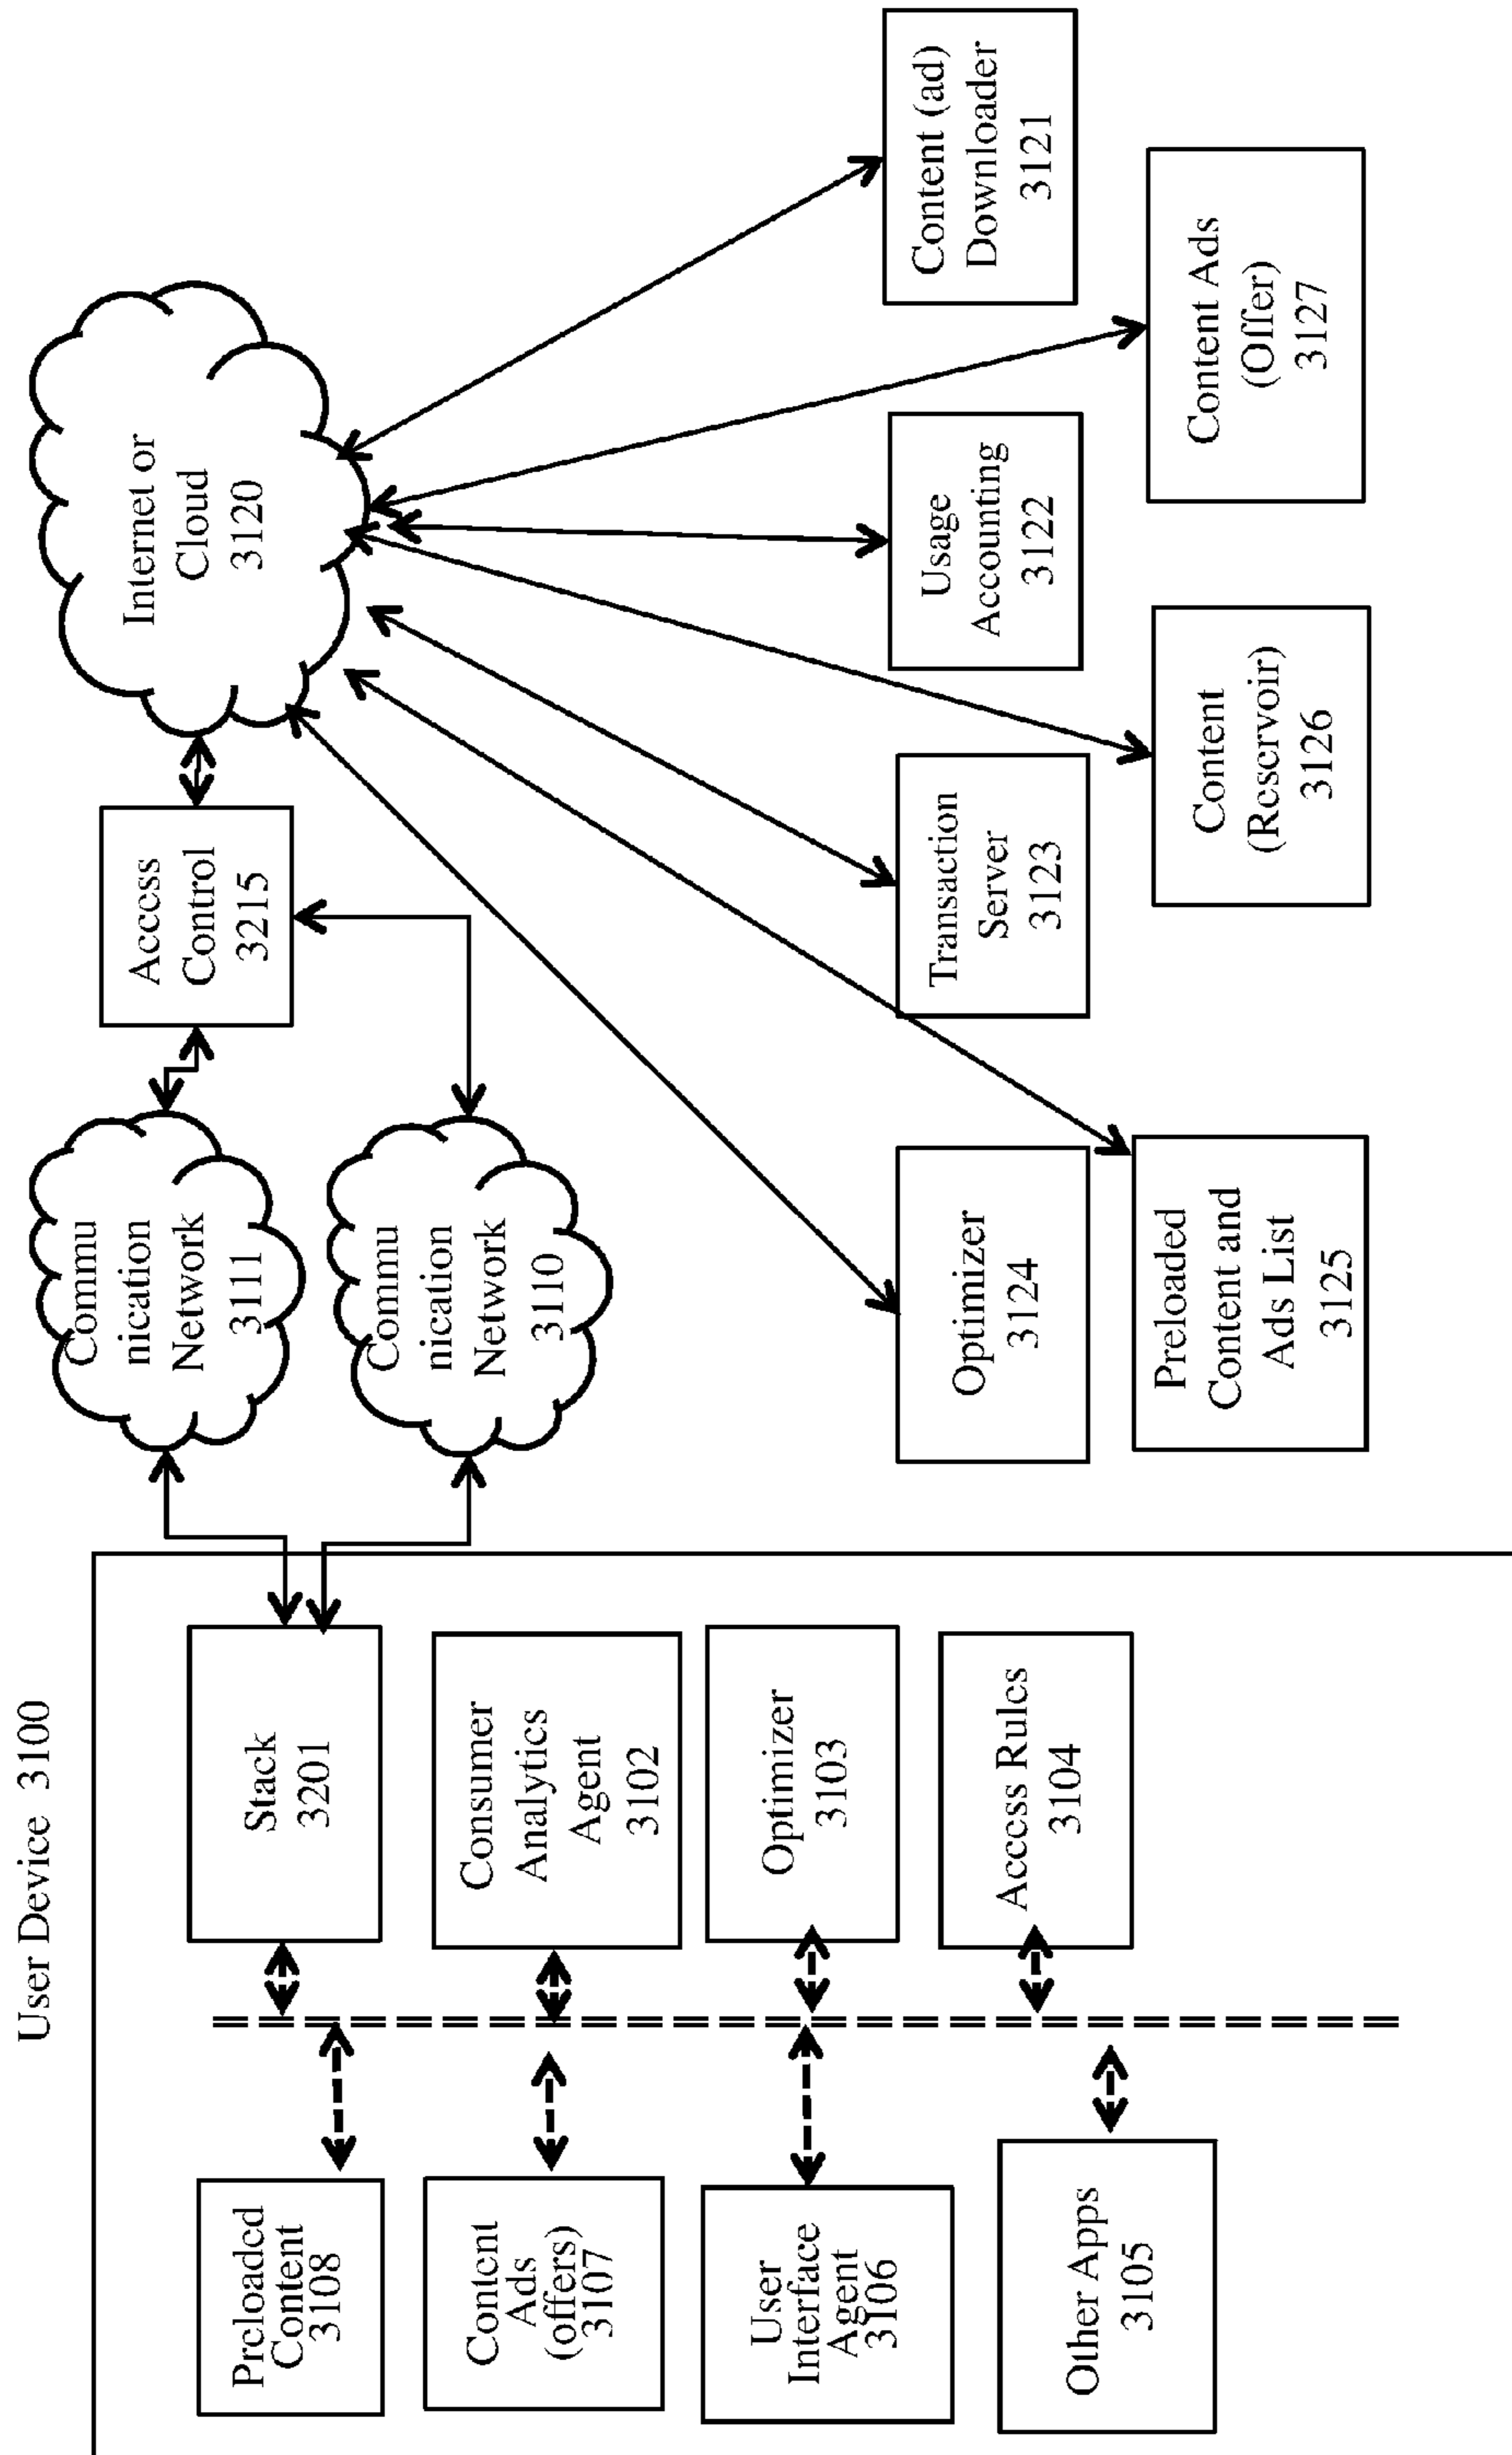 User Device 3100
Preloaded
Content
3108
Content
Ads
(offers)
3107
User
Interface
Agent
3106
Other Apps
3105
Stack
3201
Consumer
Analytics
Agent
3102
Optimizer
3103
Access Rules
3104
Commu
nication
Network
3111
Commu
nication
Network
3110
Access
Control
3215
Internet or
Cloud
3120
Optimizer
3124
Transaction
Server
3123
Usage
Accounting
3122
Content (ad)
Downloader
3121
Preloaded
Content and
Ads List
3125
Content
(Reservoir)
3126
Content Ads
(Offer)
3127